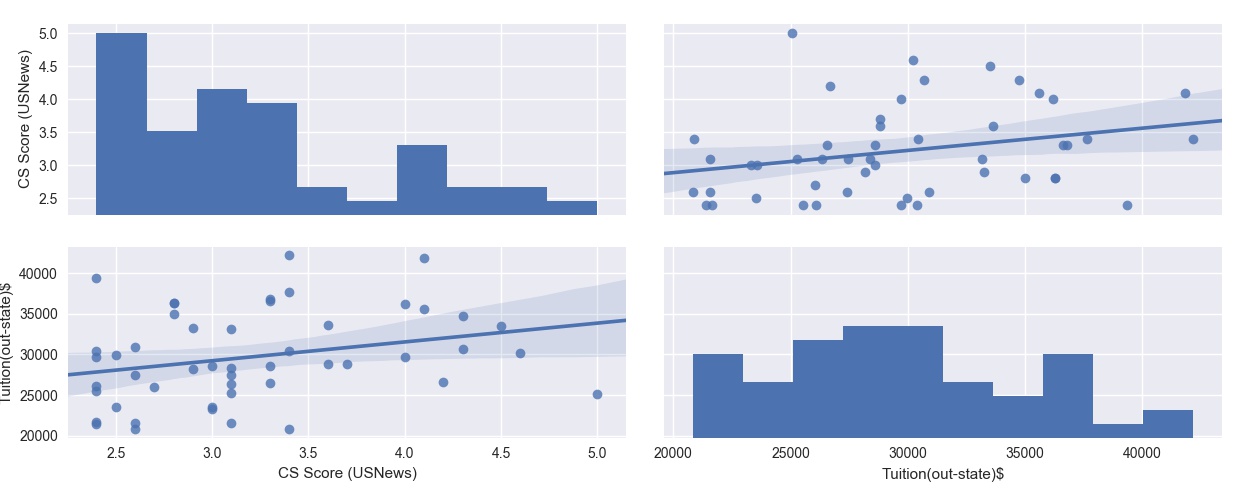 CS Score (USNews)
5.0
4.5
4.0
3.5
3.0
2.5
Tuition(out-state)$
40000
35000
30000
25000
20000
2.5 3.0 3.5 4.0 4.5 5.0
CS Score (USNews)
20000 25000 30000 35000 40000
Tuition(out-state)$